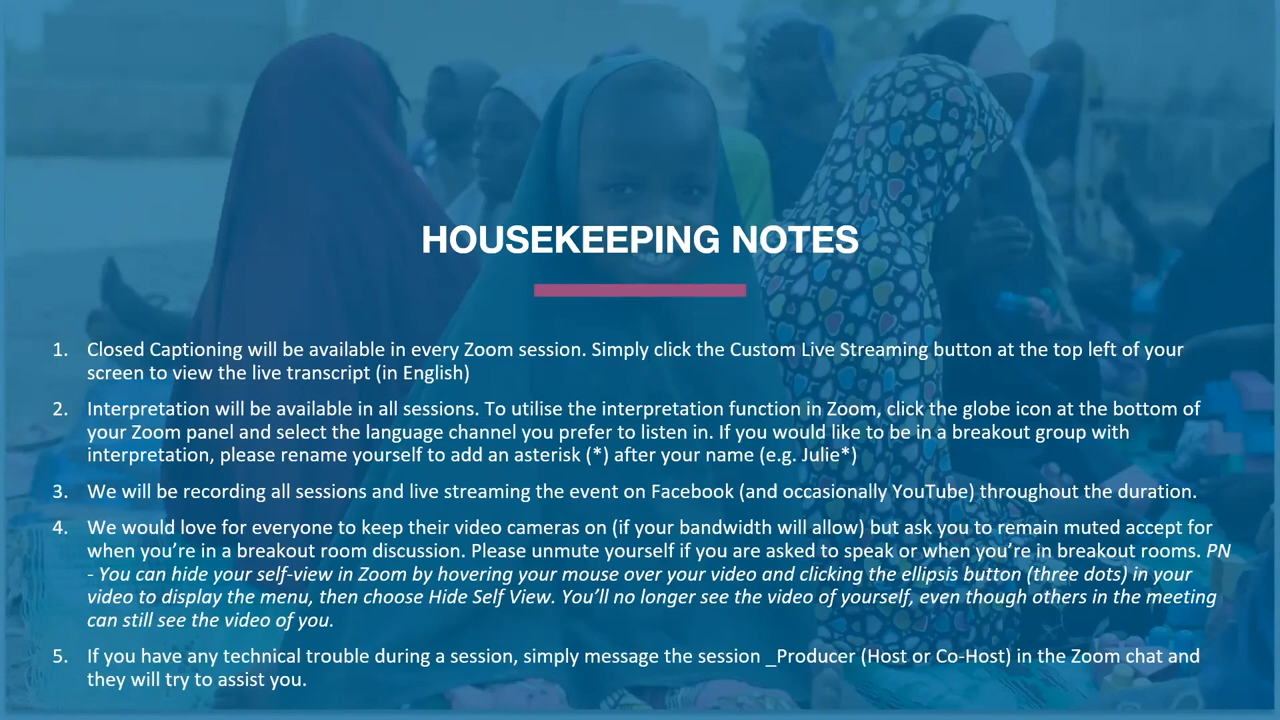 HOUSEKEEPING NOTES
1. Closed Captioning will be available in every Zoom session. Simply click the Custom Live Streaming button at the top left of your
screen to view the live transcript (in English)
2. Interpretation will be available in all sessions. To utilise the interpretation function in Zoom, click the globe icon at the bottom of
your Zoom panel and select the language channel you prefer to listen in. If you would like to be in a breakout group with
interpretation, please rename yourself to add an asterisk (*) after your name (e.g. Julie*)
3. We will be recording all sessions and live streaming the event on Facebook (and occasionally YouTube) throughout the duration.
4. We would love for everyone to keep their video cameras on (if your bandwidth will allow) but ask you to remain muted accept for
when you’re in a breakout room discussion. Please unmute yourself if you are asked to speak or when you’re in breakout rooms. PN
- You can hide your self-view in Zoom by hovering your mouse over your video and clicking the ellipsis button (three dots) in your
video to display the menu, then choose Hide Self View. You’ll no longer see the video of yourself, even though others in the meeting
can still see the video of you.
5. If you have any technical trouble during a session, simply message the session _Producer (Host or Co-Host) in the Zoom chat and
they will try to assist you.